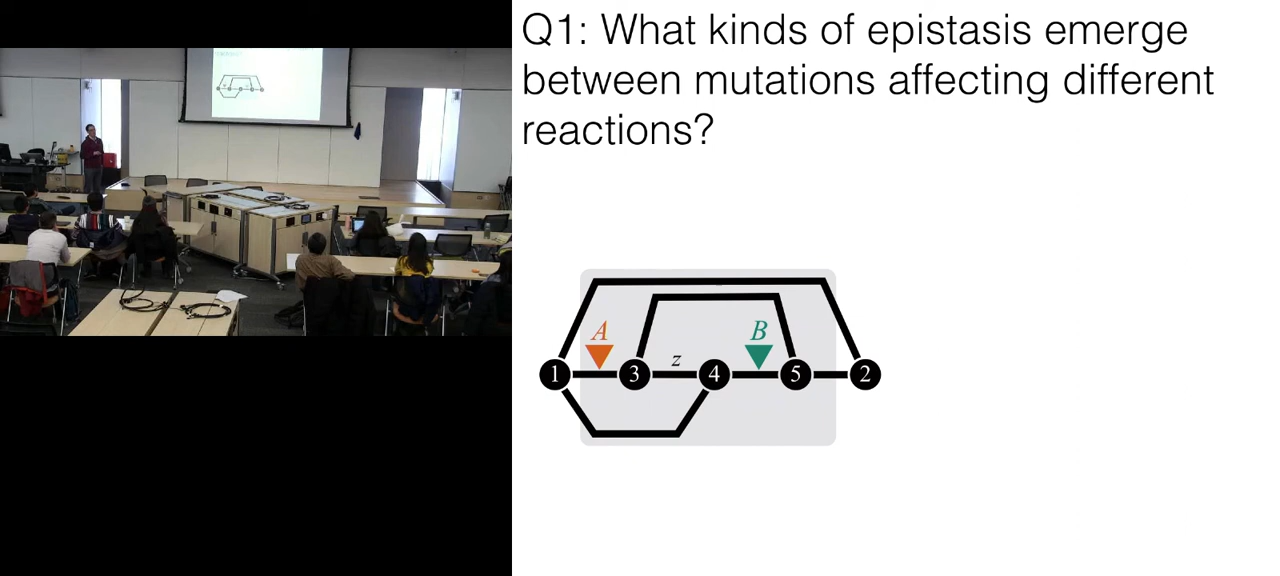 Q1: What kinds of epistasis emerge
between mutations affecting different
reactions?
A
B
z
1
3
4
5
2